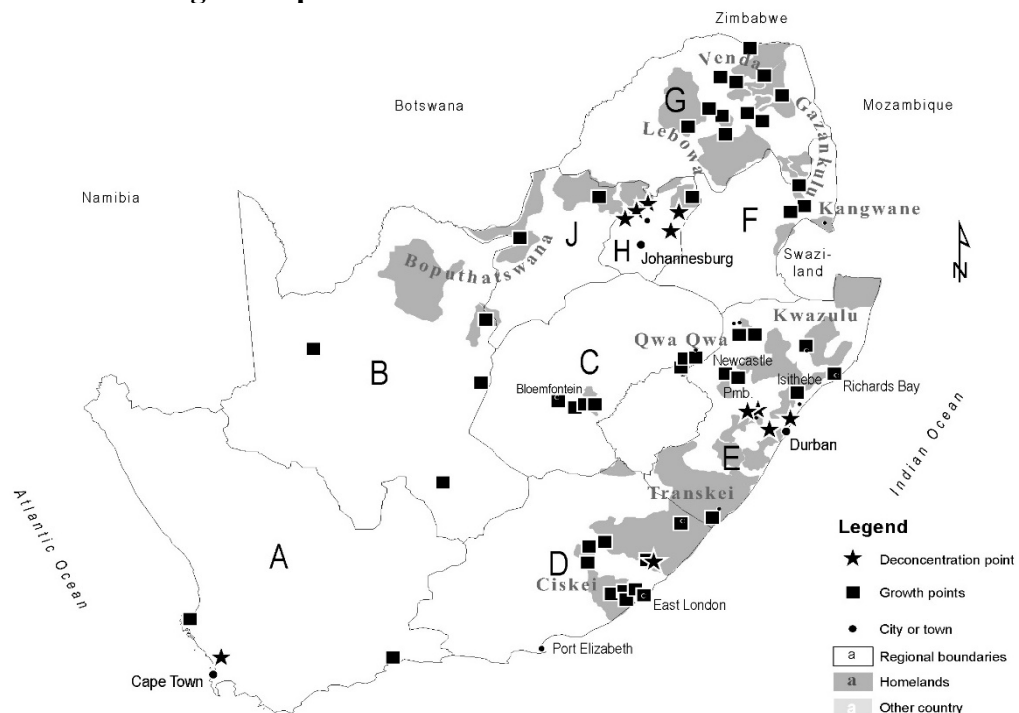 Zimbabwe
Venda
Botswana
G
Mozambique
Gazankulu
Lebowa
Namibia
Kangwane
J
F
H
Johannesburg
Swazi-
land
N
Boputhatswana
Kwazulu
Qwa Qwa
B
C
Newcastle
Isithebe
Richards Bay
Bloemfontein
Pmb.
Durban
E
Indian Ocean
Transkei
Atlantic Ocean
A
D
Ciskei
East London
Port Elizabeth
Cape Town
Legend
Deconcentration point
Growth points
City or town
a Regional boundaries
a Homelands
a Other country